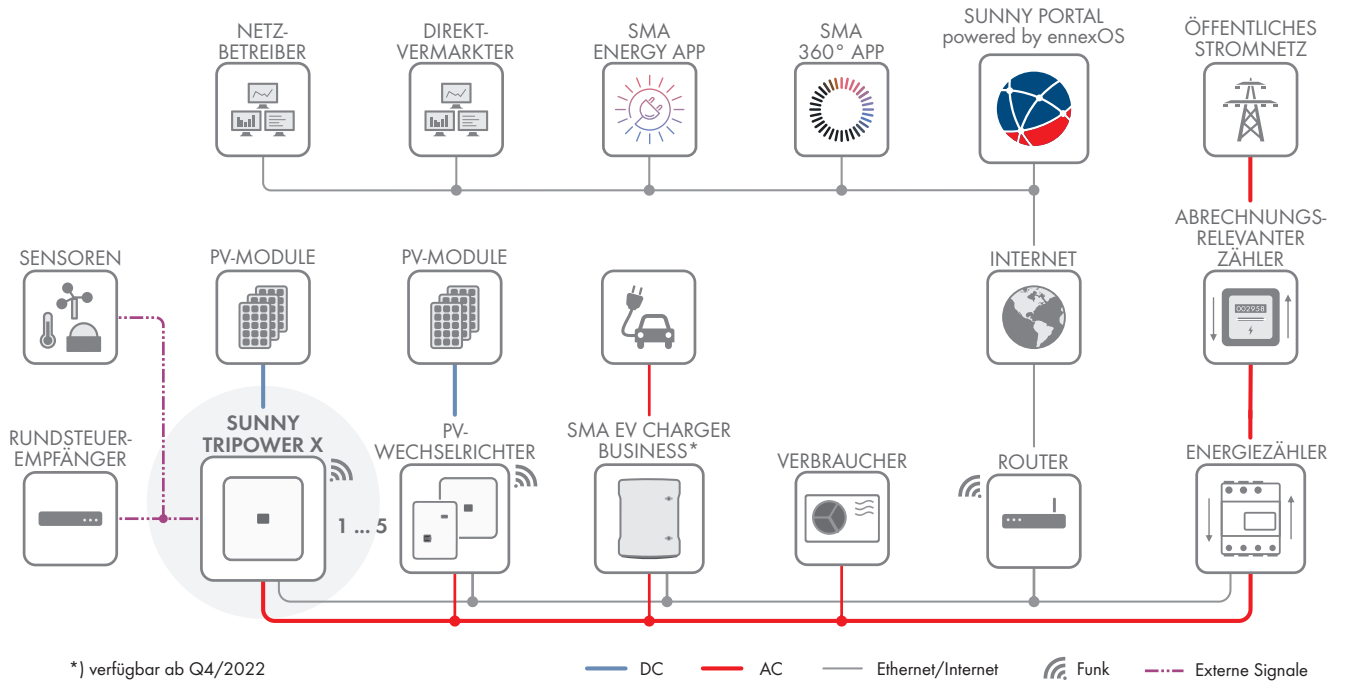 NETZ-
BETREIBER
DIREKT-
VERMARKTER
SMA
ENERGY APP
SMA
360° APP
SUNNY PORTAL
powered by ennexOS
ÖFFENTLICHES
STROMNETZ
SENSOREN
PV-MODULE
PV-MODULE
INTERNET
ABRECHNUNGS-
RELEVANTER
ZÄHLER
002958
RUNDSTEUER-
EMPFÄNGER
SUNNY
TRIPOWER X
1 ... 5
PV-
WECHSELRICHTER
SMA EV CHARGER
BUSINESS*
VERBRAUCHER
ROUTER
ENERGIEZÄHLER
*) verfügbar ab Q4/2022
DC
AC
Ethernet/Internet
Funk
Externe Signale